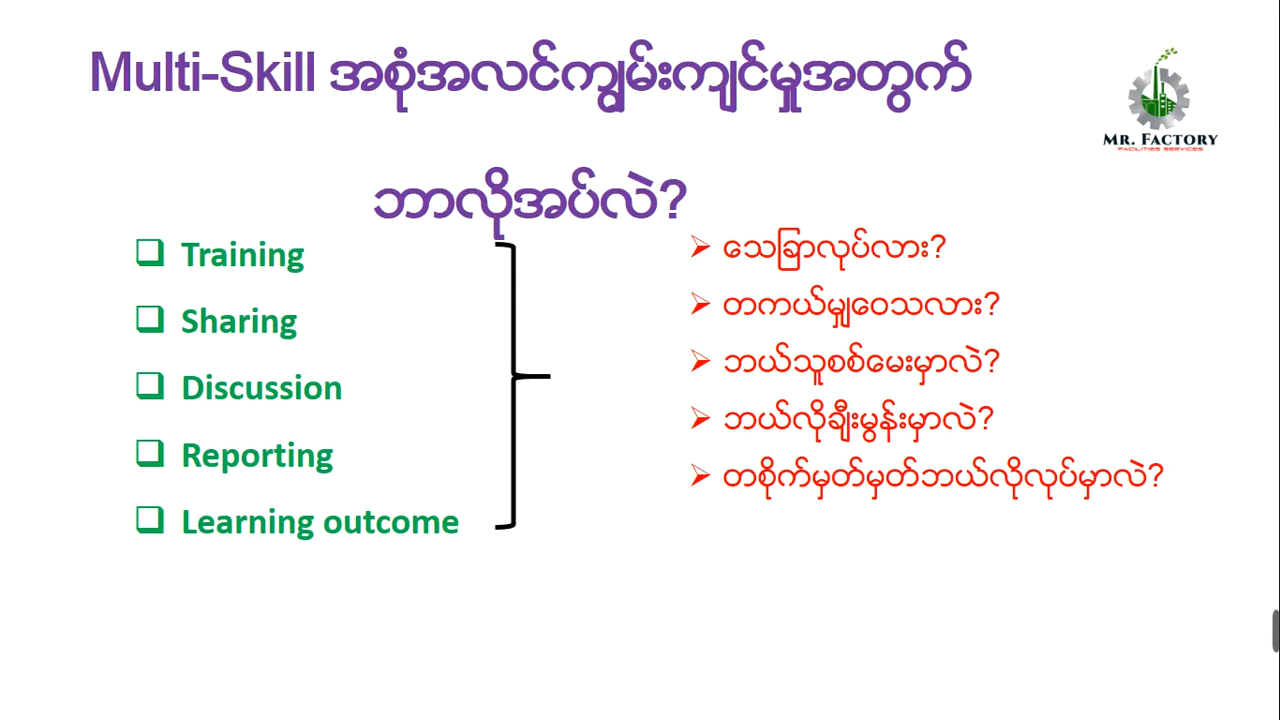 Multi-Skill အစုံအလင်ကျွမ်းကျင်မှုအတွက်
ဘာလိုအပ်လဲ?
MR. FACTORY
FACILITIES SERVICES
Training
Sharing
Discussion
Reporting
Learning outcome
သေခြာလုပ်လား?
တကယ်မျှဝေသလား?
ဘယ်သူစစ်မေးမှာလဲ?
ဘယ်လိုချီးမွန်းမှာလဲ?
တစိုက်မှတ်မှတ်ဘယ်လိုလုပ်မှာလဲ?